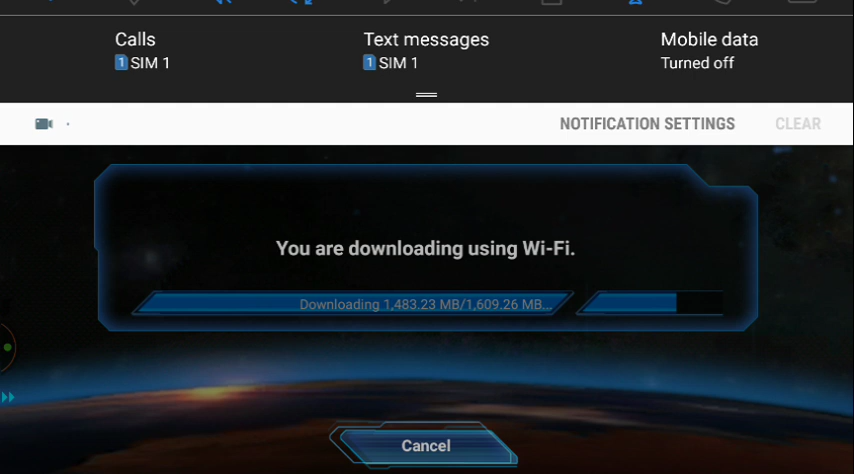 Calls
1 SIM 1
Text messages
1 SIM 1
Mobile data
Turned off
NOTIFICATION SETTINGS
CLEAR
You are downloading using Wi-Fi.
Downloading 1,483.23 MB/1,609.26 MB...
Cancel